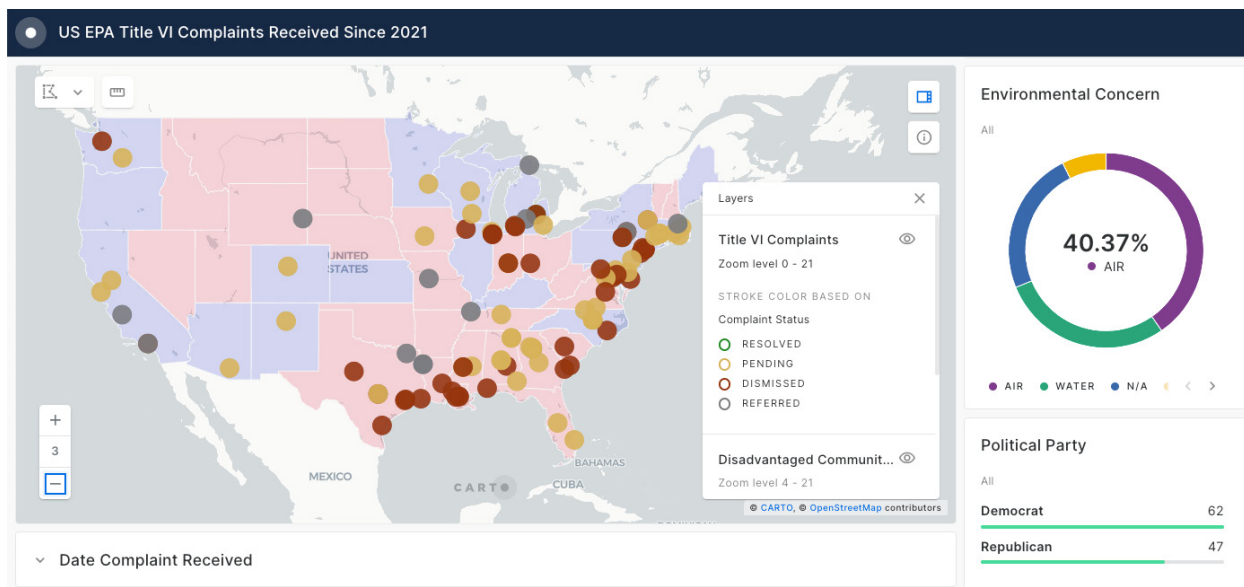 US EPA Title VI Complaints Received Since 2021
UNITED
STATES
MEXICO
BAHAMAS
CUBA
CARTO
3
Layers
Title VI Complaints
Zoom level 0 - 21
STROKE COLOR BASED ON
Complaint Status
RESOLVED
PENDING
DISMISSED
REFERRED
Disadvantaged Communit...
Zoom level 4 - 21
© CARTO, © OpenStreetMap contributors
Date Complaint Received
Environmental Concern
All
40.37%
AIR
AIR WATER N/A
Political Party
All
Democrat 62
Republican 47